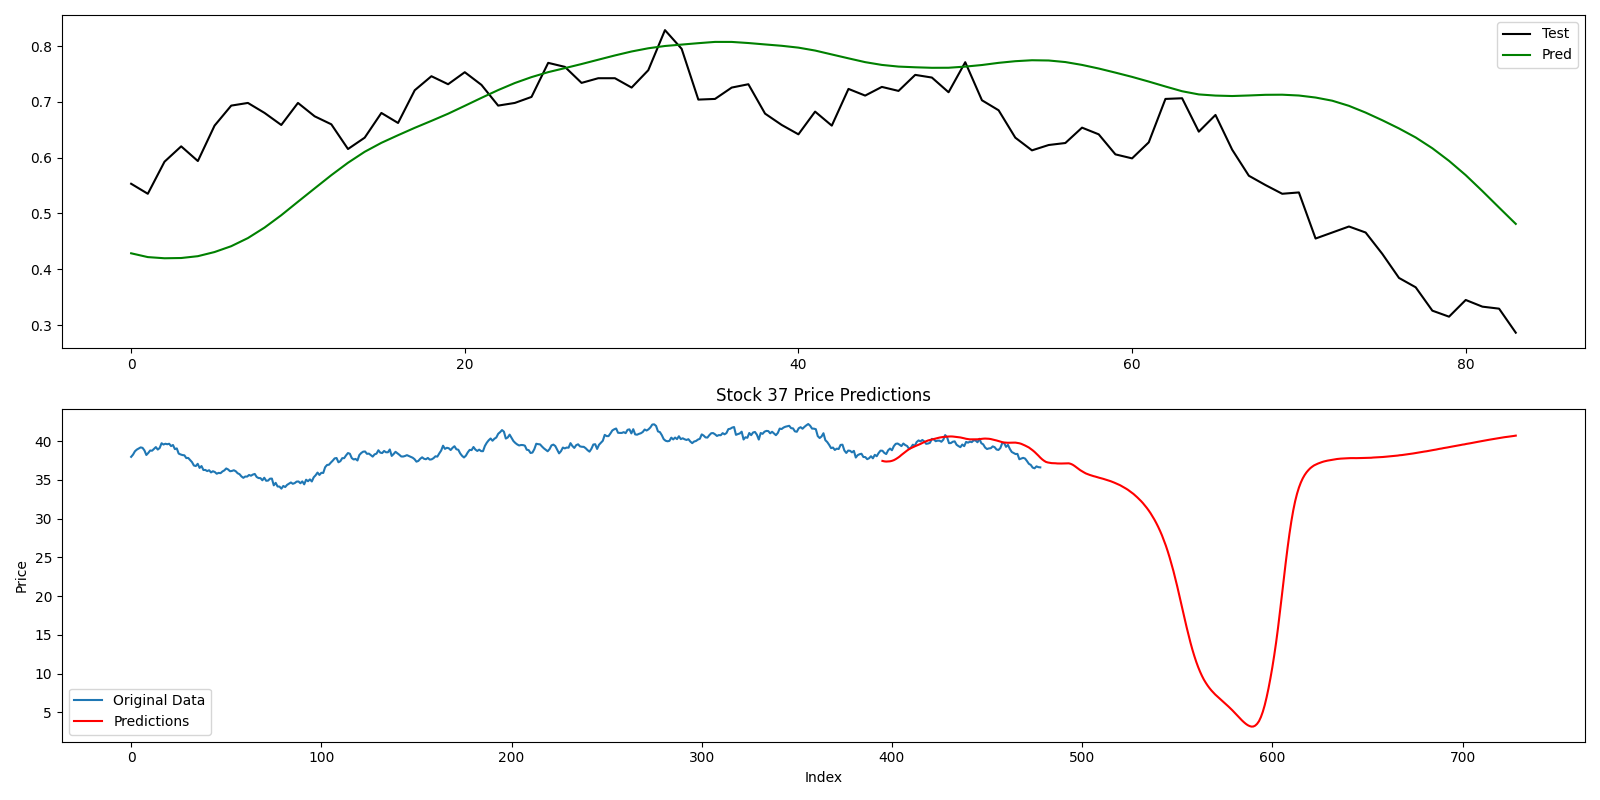 0.8
0.7
0.6
0.5
0.4
0.3
Test
Pred
0 20 40 60 80
Stock 37 Price Predictions
Price
40
35
30
25
20
15
10
5
Original Data
Predictions
0 100 200 300 400 500 600 700
Index